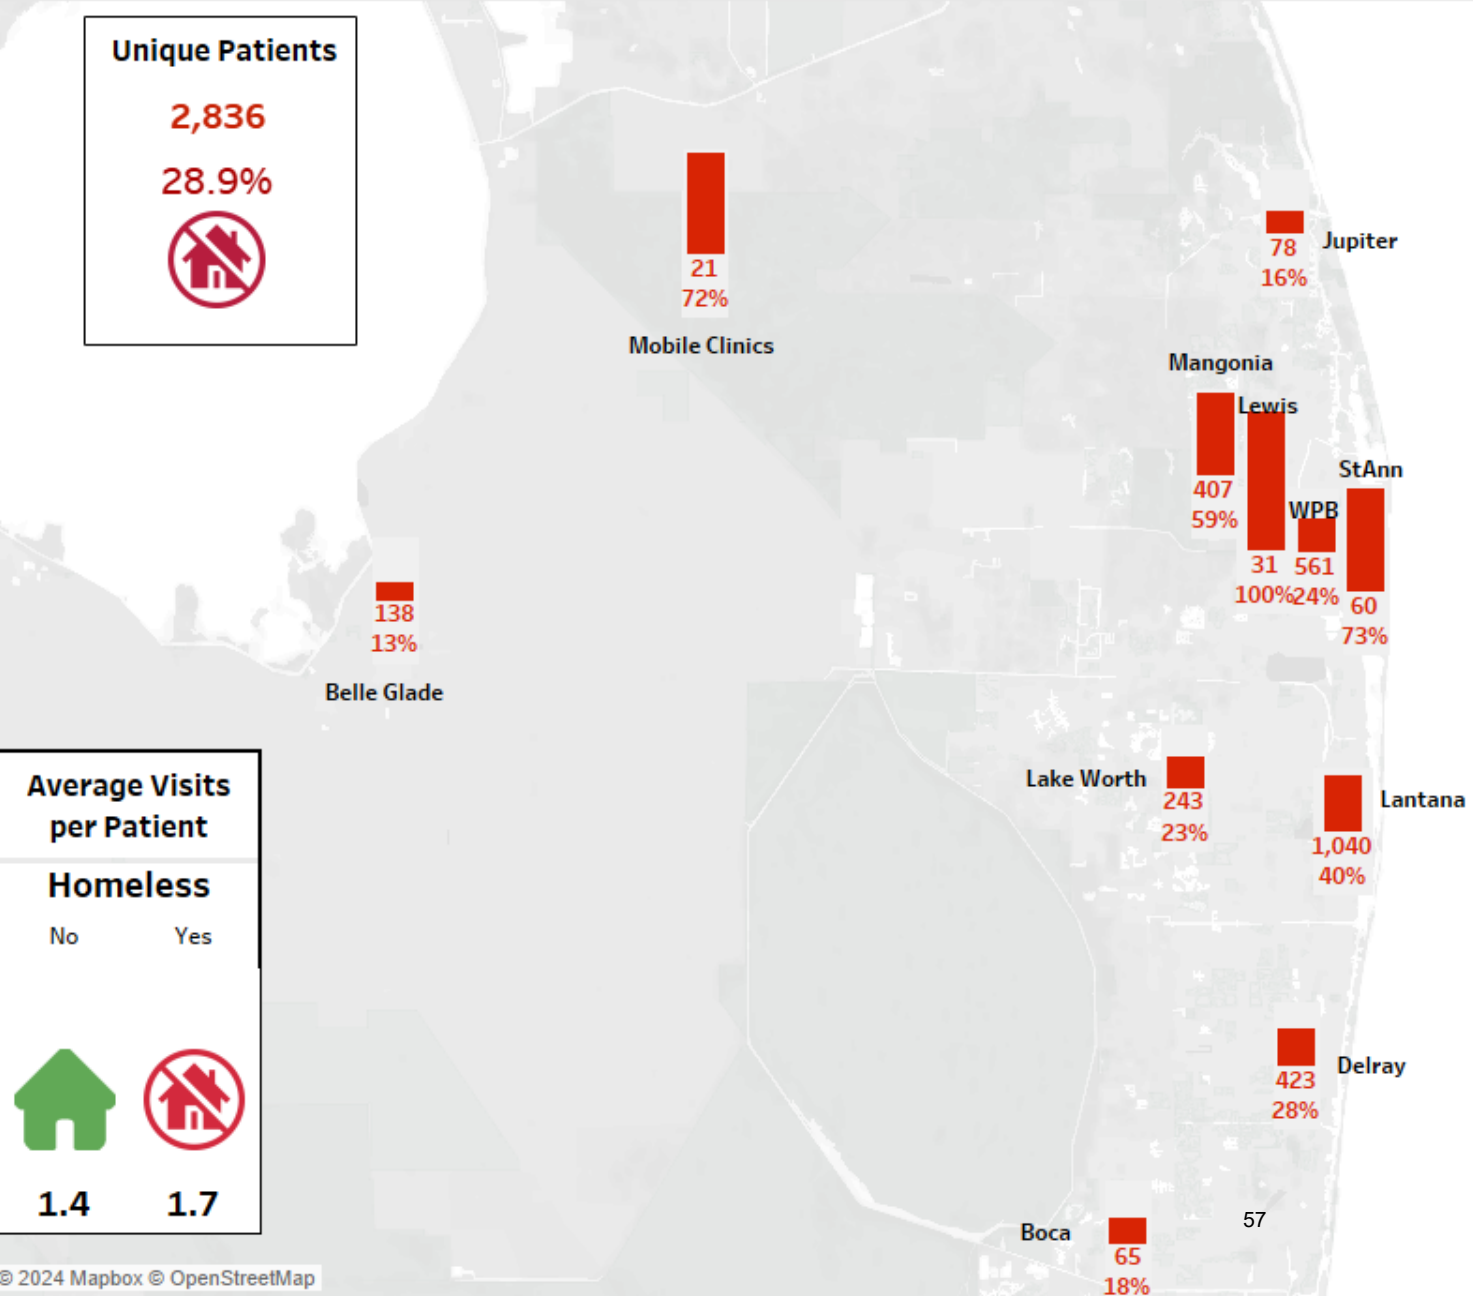 Unique Patients
2,836
28.9%
21
72%
Mobile Clinics
78
16%
Jupiter
Mangonia
407
59%
Lewis
31
100%
WPB
561
24%
StAnn
60
73%
138
13%
Belle Glade
Lake Worth
243
23%
Lantana
1,040
40%
Average Visits
per Patient
Homeless
No Yes
1.4 1.7
Delray
423
28%
Boca
65
18%
57
© 2024 Mapbox © OpenStreetMap